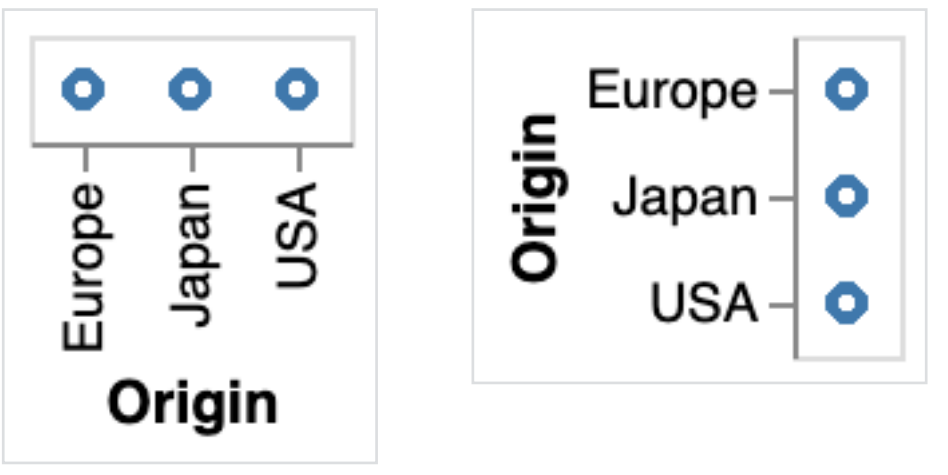 Europe
Japan
USA
Origin
Origin
Europe
Japan
USA